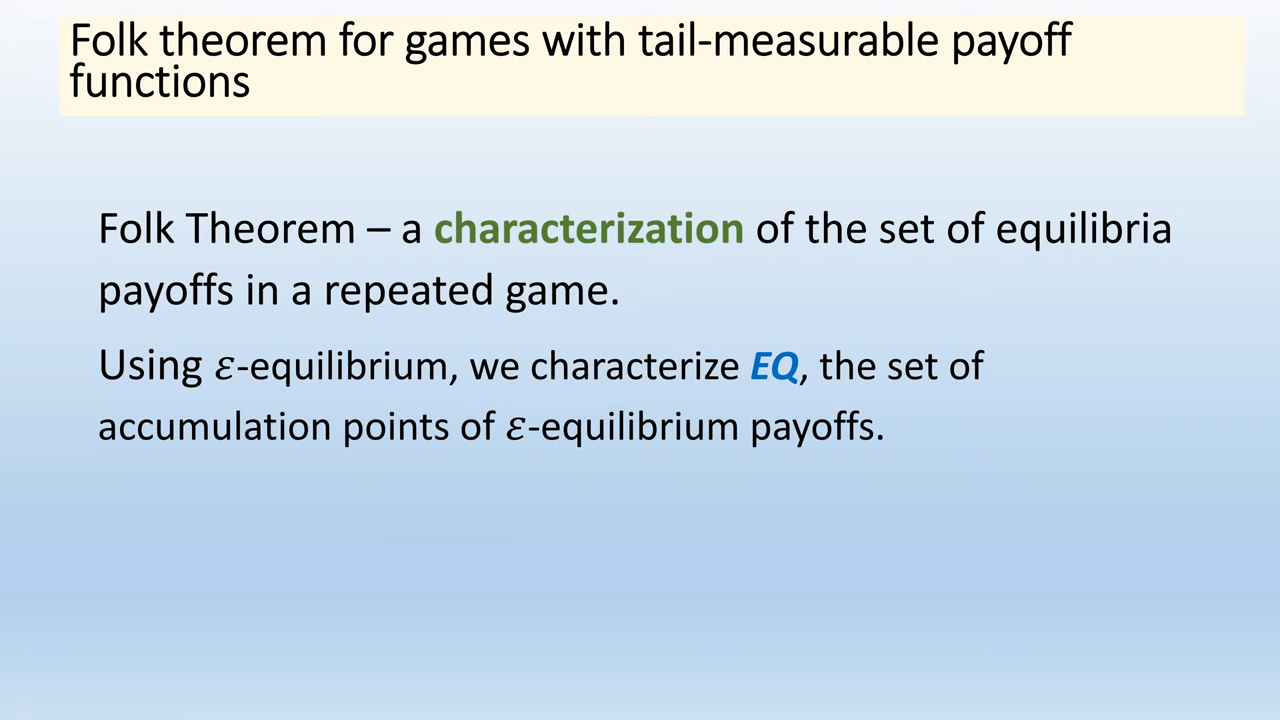 Folk theorem for games with tail-measurable payoff
functions
Folk Theorem – a characterization of the set of equilibria
payoffs in a repeated game.
Using 𝜀-equilibrium, we characterize EQ, the set of
accumulation points of 𝜀-equilibrium payoffs.